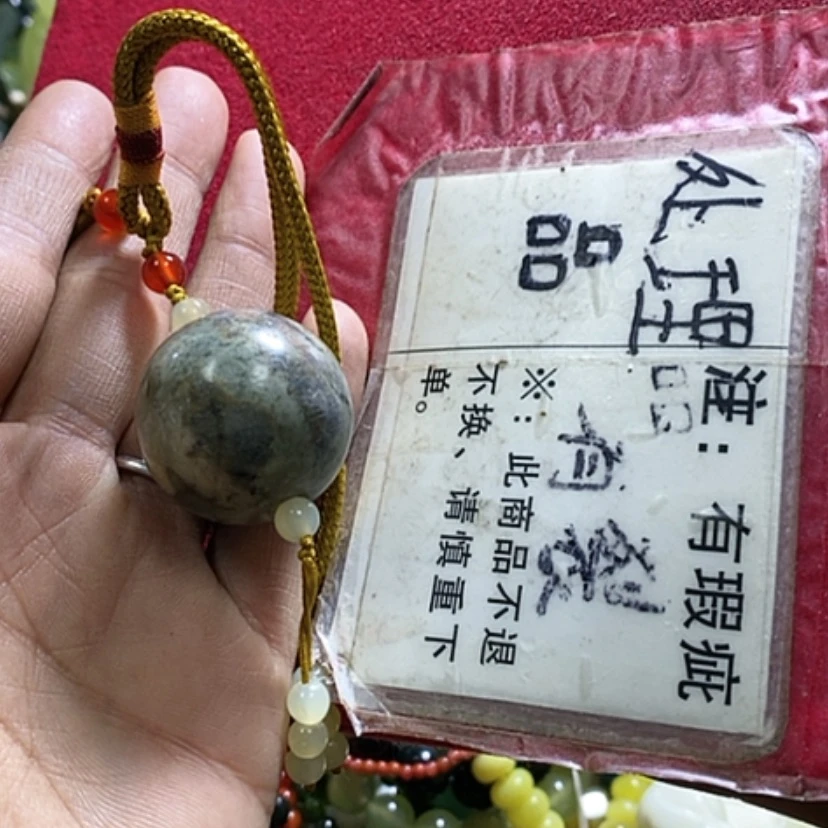 处理品
注：有瑕疵
有裂
※：此商品不退
不换、请慎重下
单。